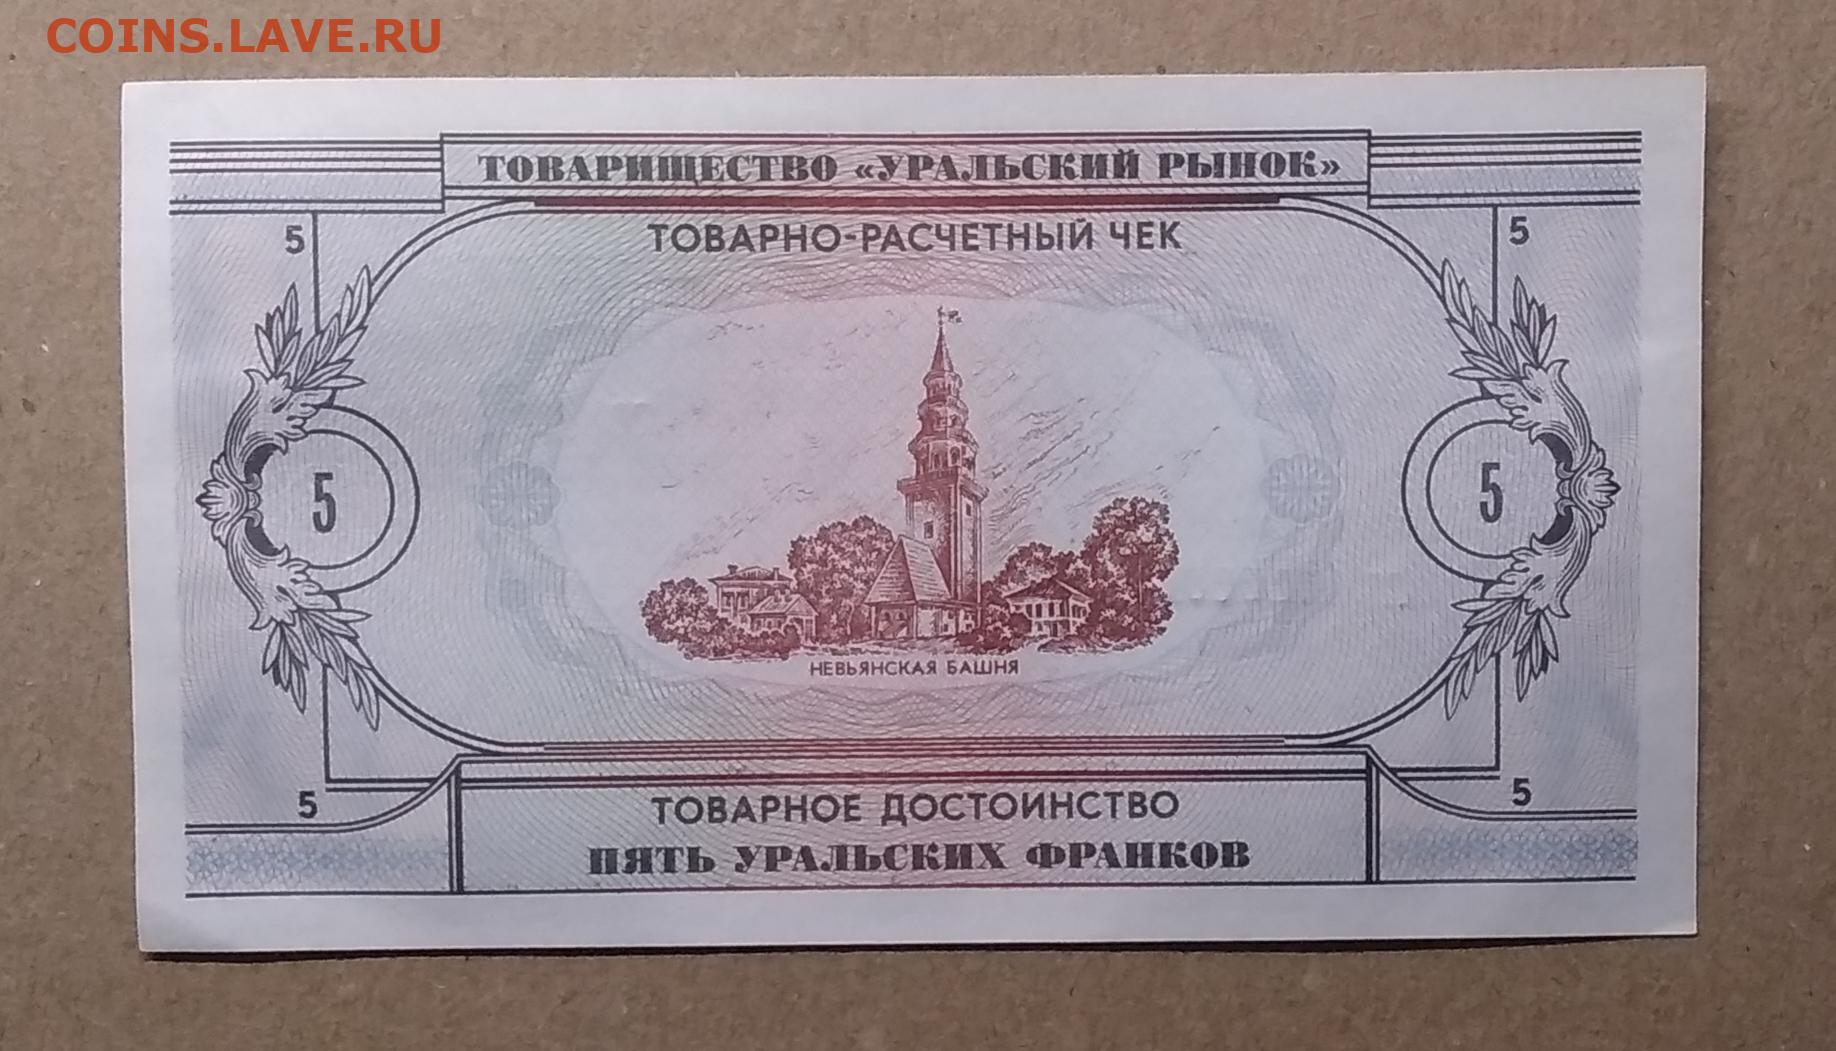 COINS.LAVE.RU
ТОВАРИЩЕСТВО «УРАЛЬСКИЙ РЫНОК»
5 ТОВАРНО-РАСЧЕТНЫЙ ЧЕК 5
5 5
НЕВЬЯНСКАЯ БАШНЯ
5 ТОВАРНОЕ ДОСТОИНСТВО 5
ПЯТЬ УРАЛЬСКИХ ФРАНКОВ